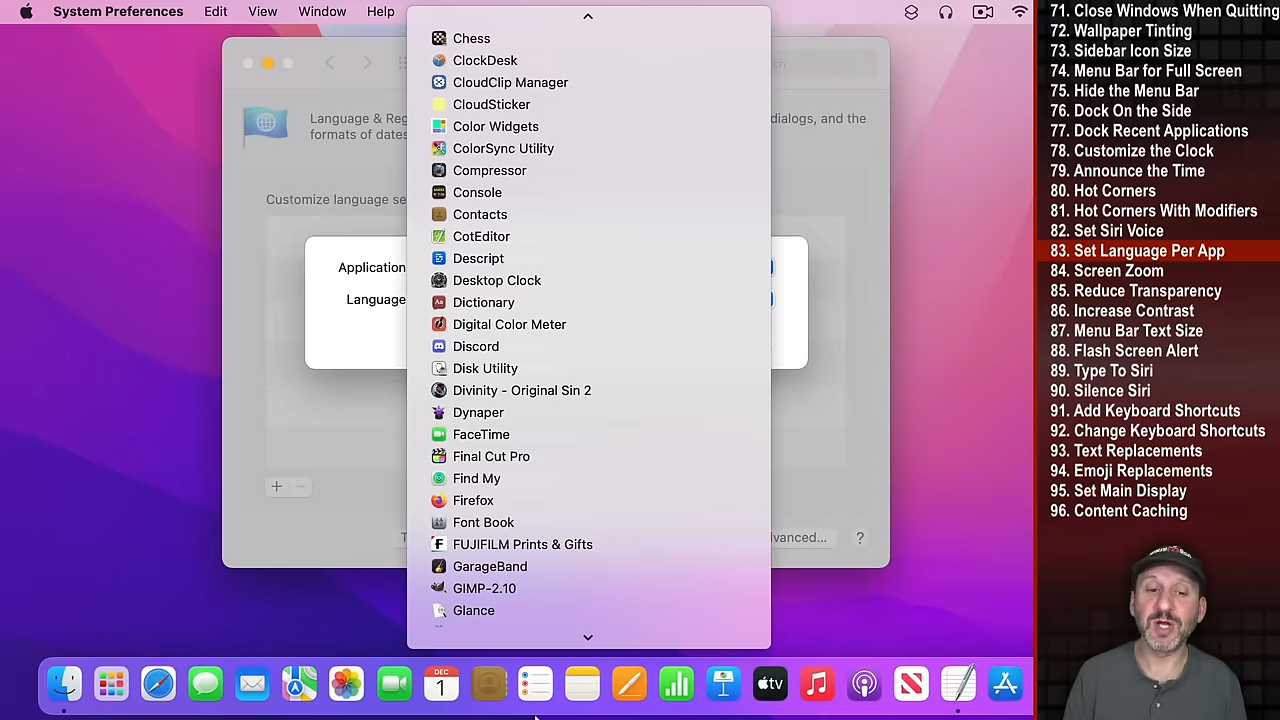 System Preferences Edit View Window Help
Language & Reg
formats of dates
dialogs, and the
Customize language se
Application
Language
Chess
ClockDesk
CloudClip Manager
CloudSticker
Color Widgets
ColorSync Utility
Compressor
Console
Contacts
CotEditor
Descript
Desktop Clock
Dictionary
Digital Color Meter
Discord
Disk Utility
Divinity - Original Sin 2
Dynaper
FaceTime
Final Cut Pro
Find My
Firefox
Font Book
FUJIFILM Prints & Gifts
GarageBand
GIMP-2.10
Glance
T
vanced...
?
DEC
1
tv
71. Close Windows When Quitting
72. Wallpaper Tinting
73. Sidebar Icon Size
74. Menu Bar for Full Screen
75. Hide the Menu Bar
76. Dock On the Side
77. Dock Recent Applications
78. Customize the Clock
79. Announce the Time
80. Hot Corners
81. Hot Corners With Modifiers
82. Set Siri Voice
83. Set Language Per App
84. Screen Zoom
85. Reduce Transparency
86. Increase Contrast
87. Menu Bar Text Size
88. Flash Screen Alert
89. Type To Siri
90. Silence Siri
91. Add Keyboard Shortcuts
92. Change Keyboard Shortcuts
93. Text Replacements
94. Emoji Replacements
95. Set Main Display
96. Content Caching